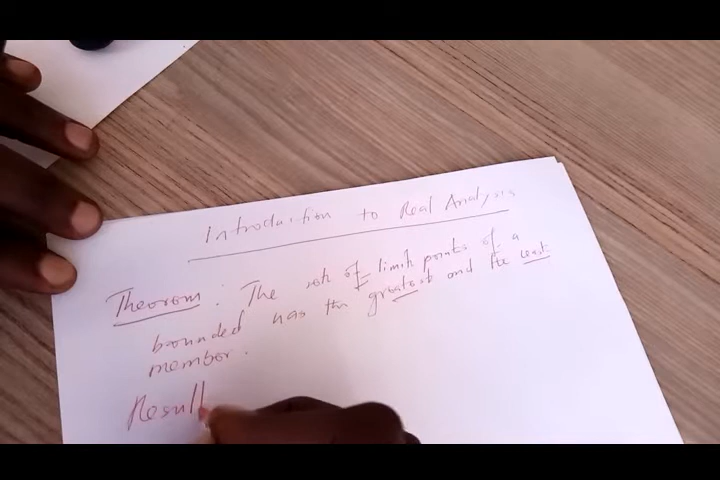 Introduction to Real Analysis
Theorem : The set of limit points of a
bounded has the greatest and the least
member.
Result